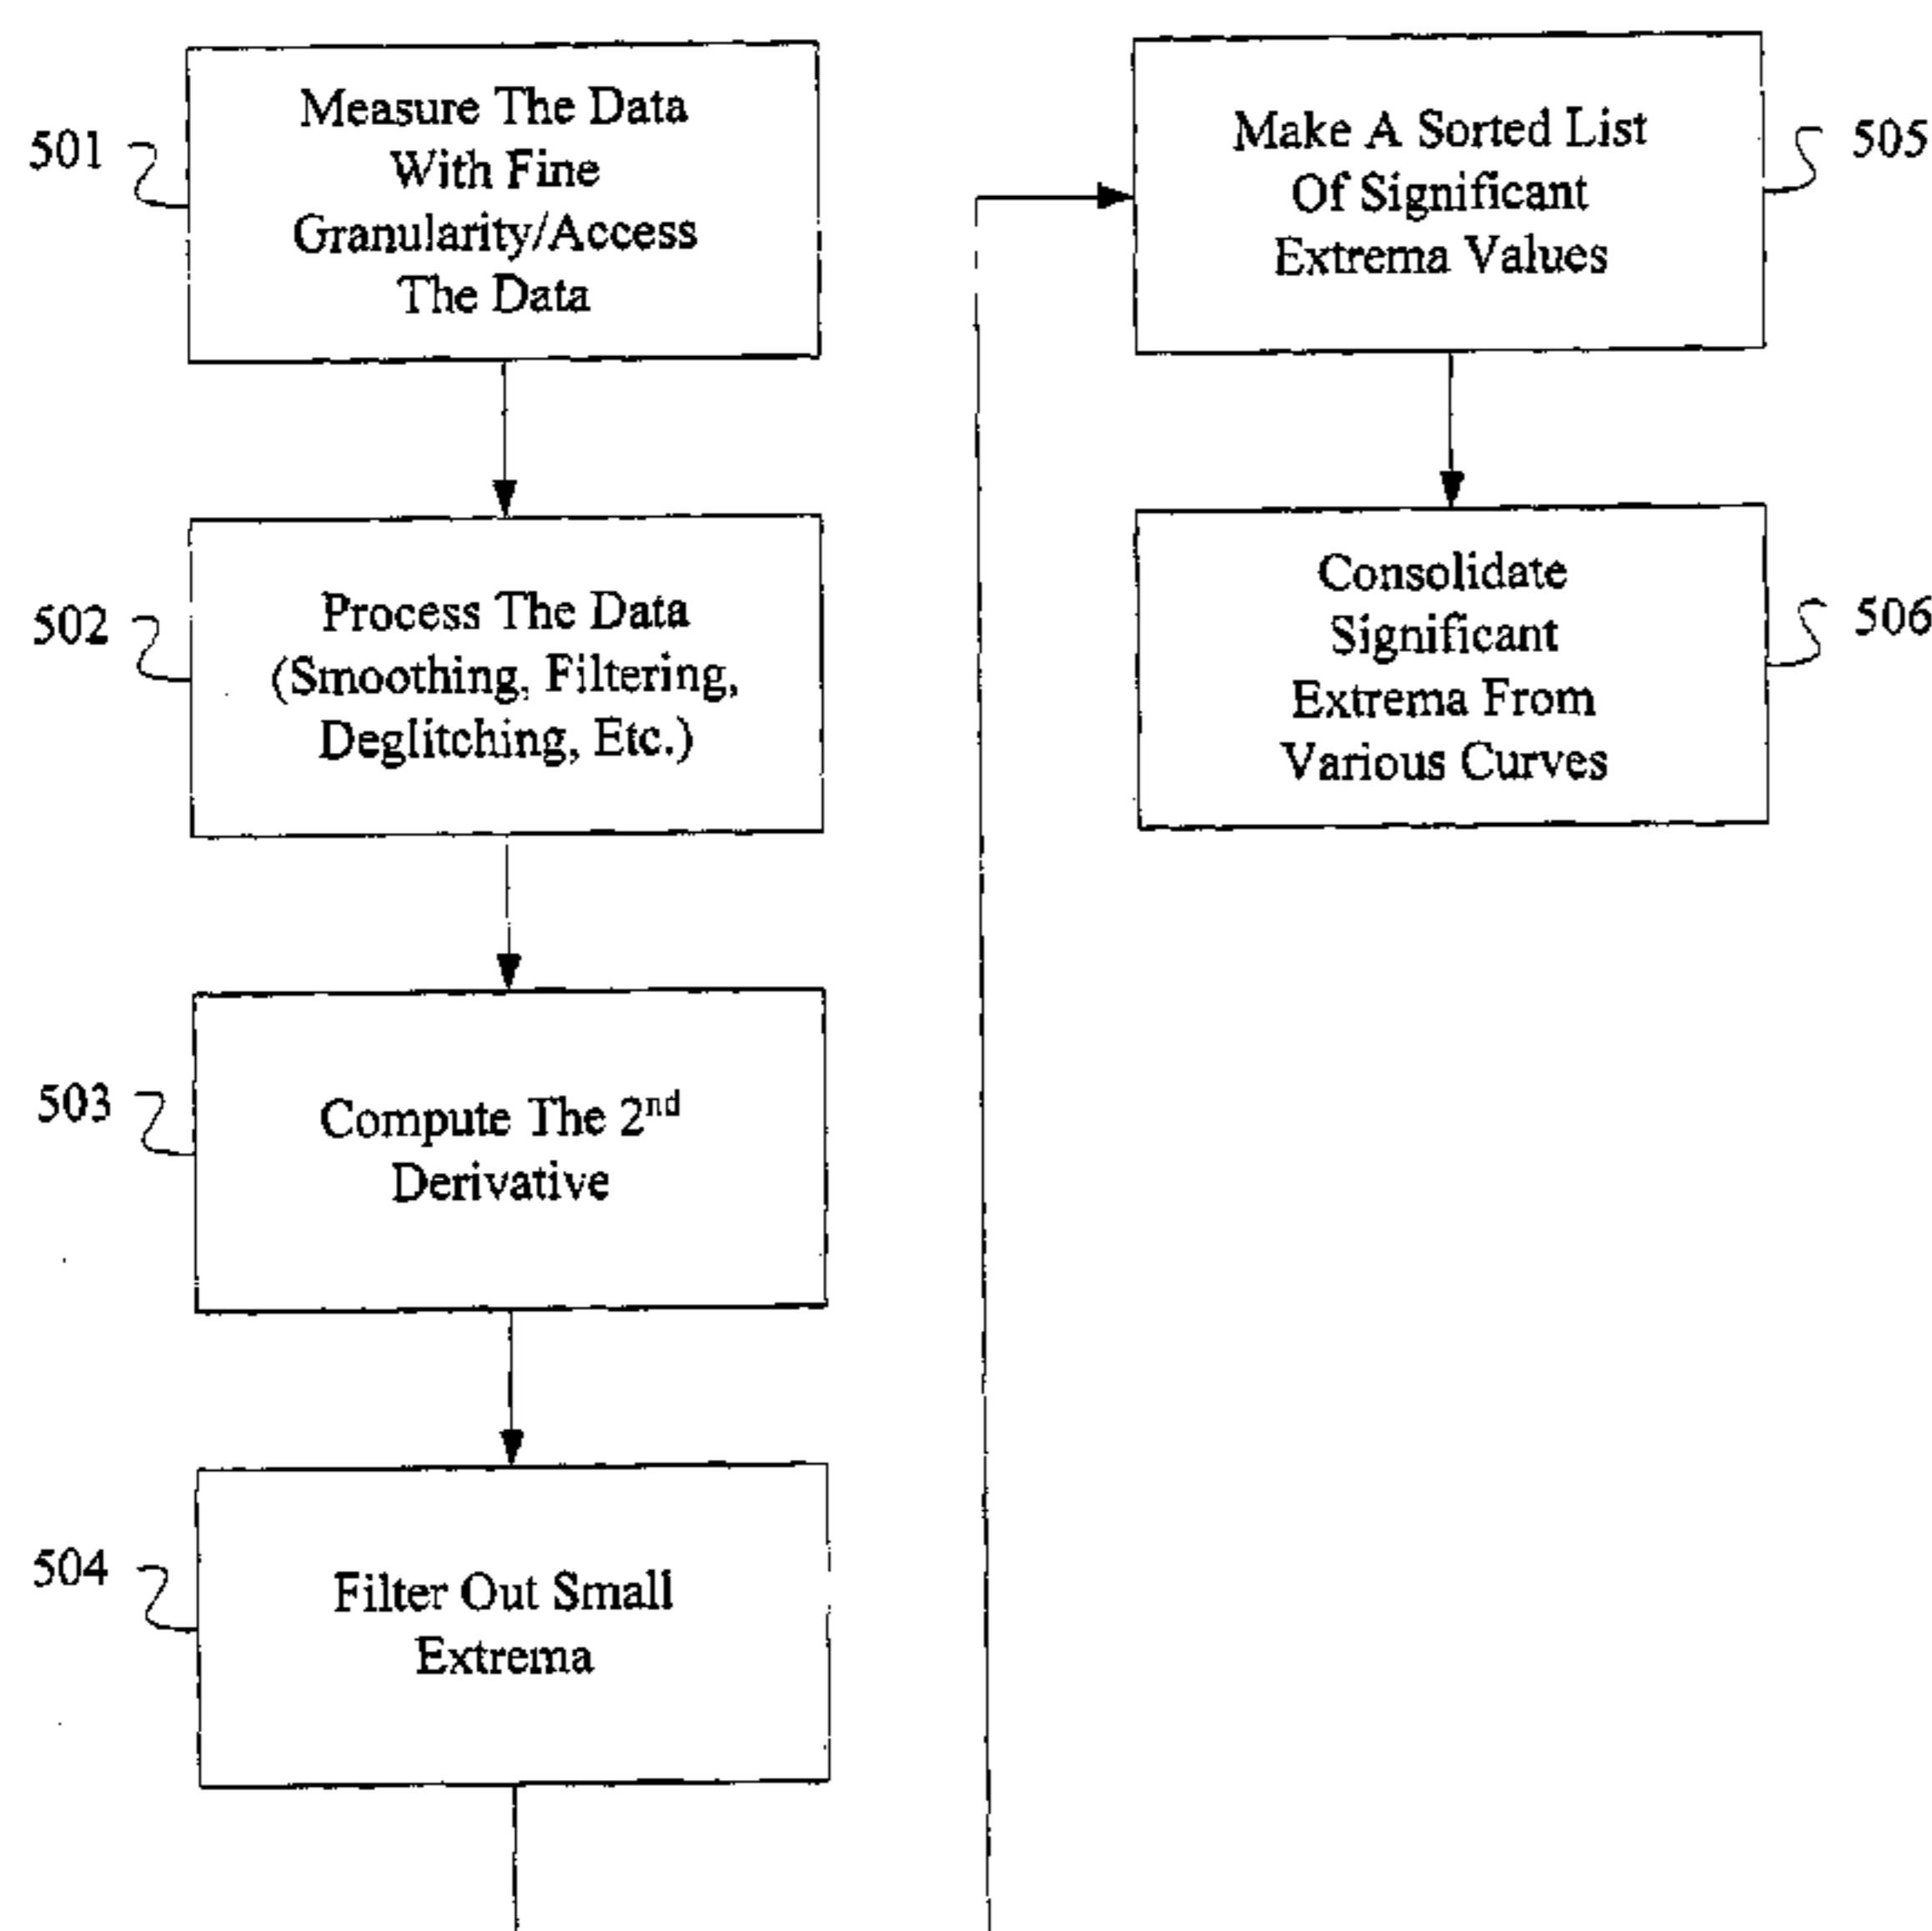 501
Measure The Data
With Fine
Granularity/Access
The Data
502
Process The Data
(Smoothing, Filtering,
Deglitching, Etc.)
503
Compute The 2nd
Derivative
504
Filter Out Small
Extrema
Make A Sorted List
Of Significant
Extrema Values
505
Consolidate
Significant
Extrema From
Various Curves
506